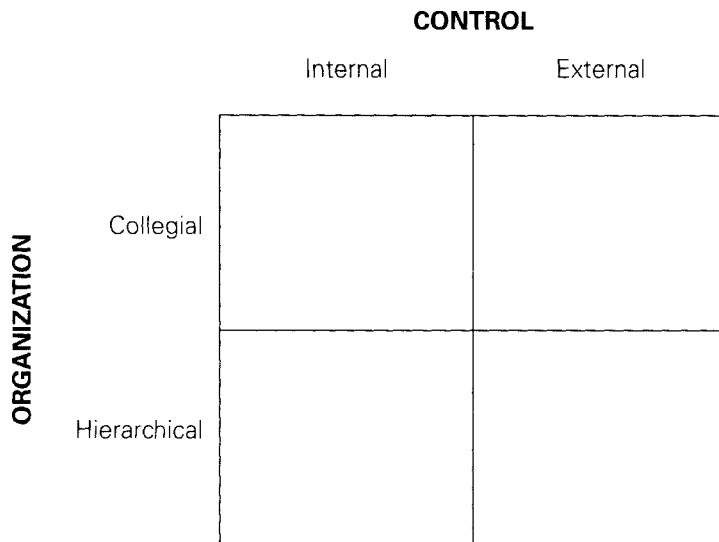 CONTROL
Internal External
Collegial
ORGANIZATION
Hierarchical